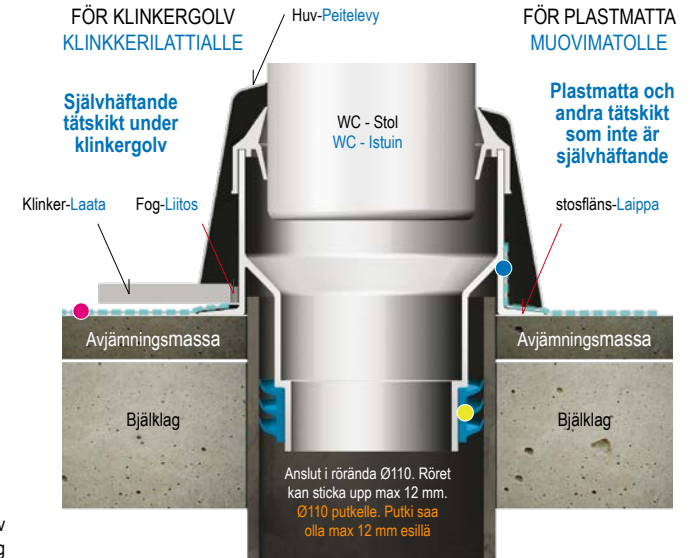 FÖR KLINKERGOLV
KLINKKERILATTIALLE
Huv-Peitelevy
FÖR PLASTMATTA
MUOVIMATOLLE
Självhäftande
tätskikt under
klinkergolv
WC - Stol
WC - Istuin
Plastmatta och
andra tätskikt
som inte är
självhäftande
Klinker-Laata
Fog-Liitos
stosfläns-Laippa
Avjämningsmassa
Avjämningsmassa
Bjälklag
Bjälklag
Anslut i rörända Ø110. Röret
kan sticka upp max 12 mm.
Ø110 putkelle. Putki saa
olla max 12 mm esillä
v
g